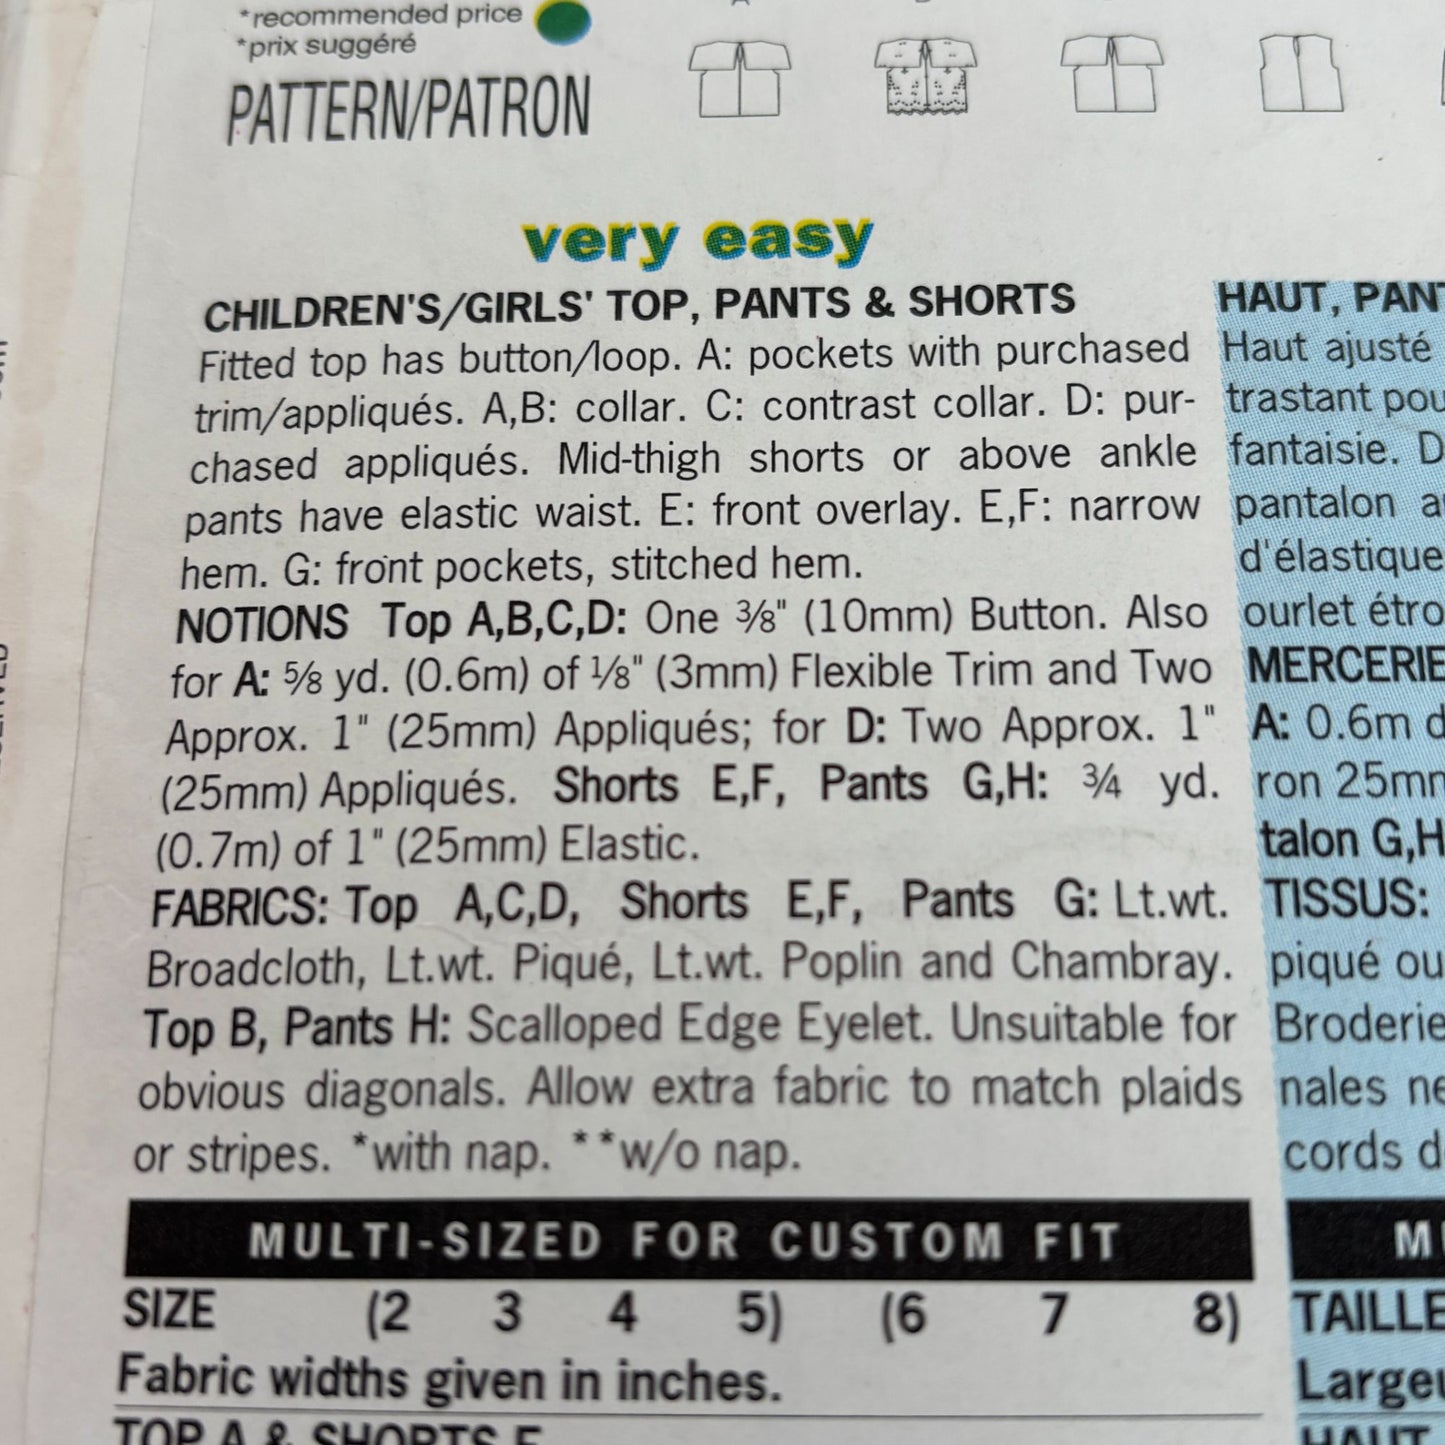 *recommended price
*prix suggéré
PATTERN/PATRON
very easy
CHILDREN'S/GIRLS' TOP, PANTS & SHORTS
Fitted top has button/loop. A: pockets with purchased
trim/appliqués. A,B: collar. C: contrast collar. D: pur-
chased appliqués. Mid-thigh shorts or above ankle
pants have elastic waist. E: front overlay. E,F: narrow
hem. G: front pockets, stitched hem.
NOTIONS Top A,B,C,D: One ⅜" (10mm) Button. Also
for A: ⅝ yd. (0.6m) of ⅛" (3mm) Flexible Trim and Two
Approx. 1" (25mm) Appliqués; for D: Two Approx. 1"
(25mm) Appliqués. Shorts E,F, Pants G,H: ¾ yd.
(0.7m) of 1" (25mm) Elastic.
FABRICS: Top A,C,D, Shorts E,F, Pants G: Lt.wt.
Broadcloth, Lt.wt. Piqué, Lt.wt. Poplin and Chambray.
Top B, Pants H: Scalloped Edge Eyelet. Unsuitable for
obvious diagonals. Allow extra fabric to match plaids
or stripes. *with nap. **w/o nap.
MULTI-SIZED FOR CUSTOM FIT
SIZE (2 3 4 5) (6 7 8)
Fabric widths given in inches.
TOP A & SHORTS E
HAUT, PANT
Haut ajusté
trastant pou
fantaisie. D
pantalon a
d'élastique
ourlet étro
MERCERIE
A: 0.6m d
ron 25mm
talon G,H
TISSUS:
piqué ou
Broderie
nales ne
cords d
M
TAILLE
Largeu
HAUT